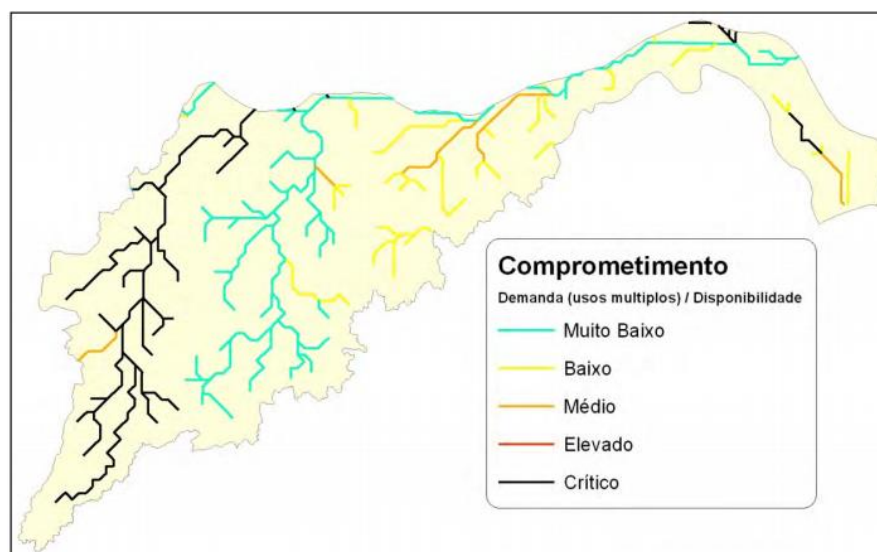 Comprometimento
Demanda (usos multiplos) / Disponibilidade
Muito Baixo
Baixo
Médio
Elevado
Crítico